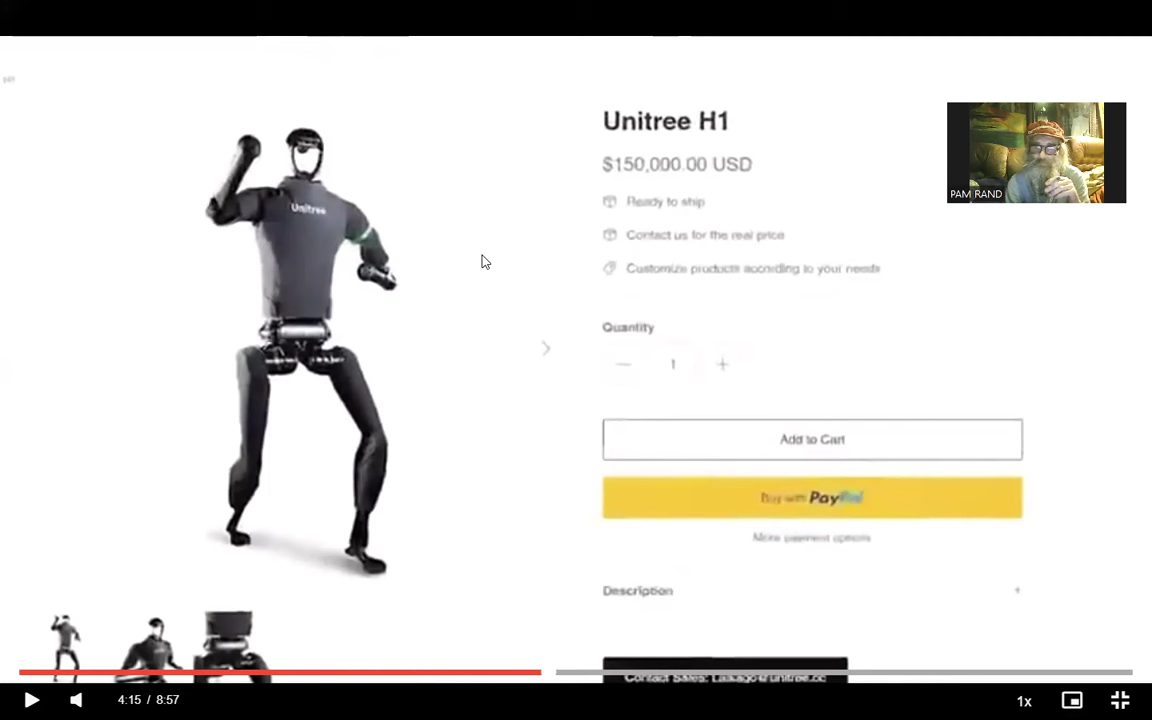 Unitree H1
$150,000.00 USD
PAM RAND
Ready to ship
Unitree
Contact us for the real price
Customize products according to your needs
Quantity
1
Add to Cart
Buy with PayPal
More payment options
Description
+
Contact Sales:
4:15 / 8:57
1x